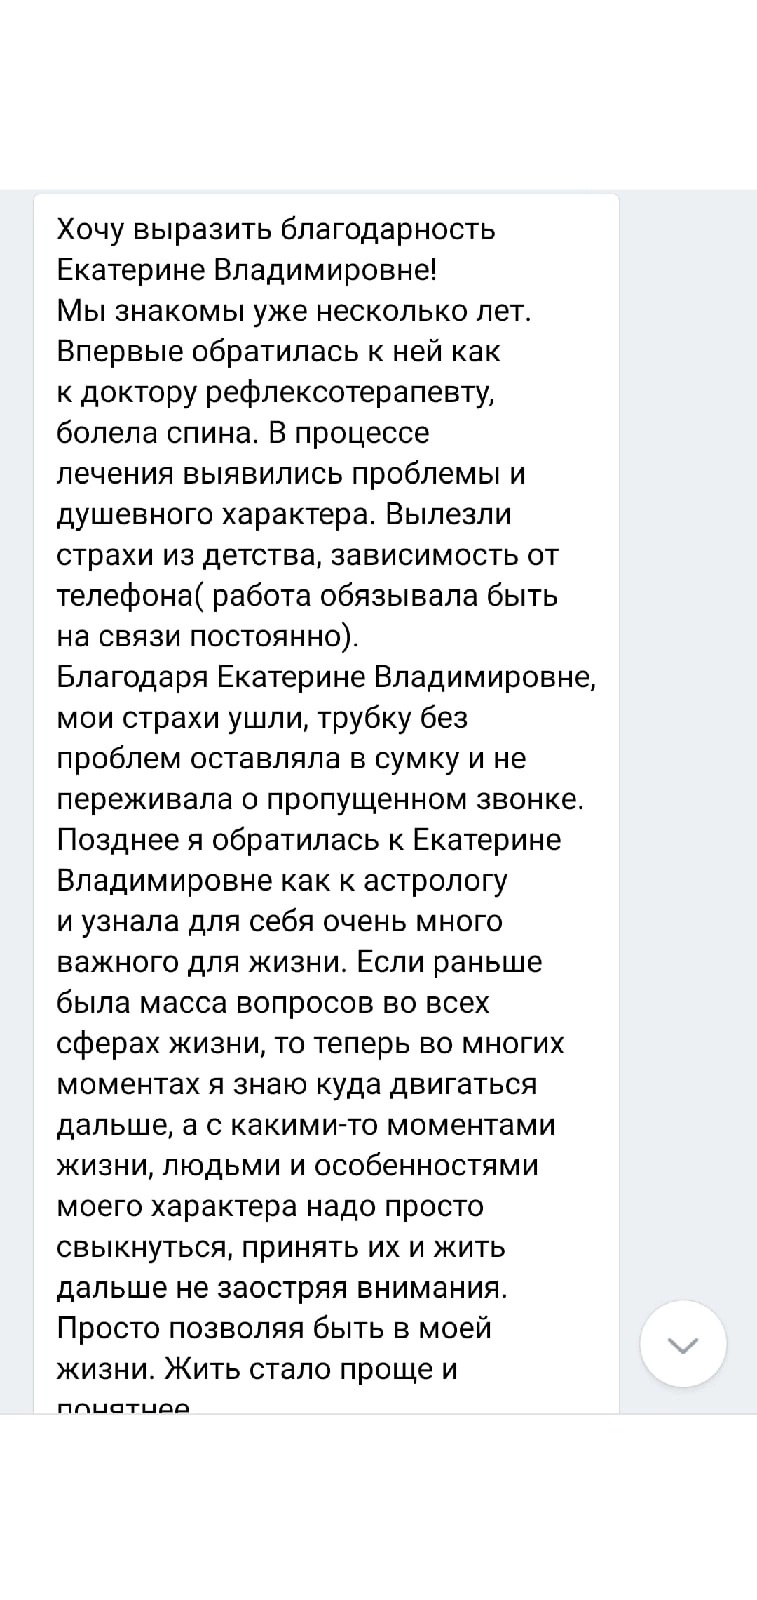 Хочу выразить благодарность
Екатерине Владимировне!
Мы знакомы уже несколько лет.
Впервые обратилась к ней как
к доктору рефлексотерапевту,
болела спина. В процессе
лечения выявились проблемы и
душевного характера. Вылезли
страхи из детства, зависимость от
телефона( работа обязывала быть
на связи постоянно).
Благодаря Екатерине Владимировне,
мои страхи ушли, трубку без
проблем оставляла в сумку и не
переживала о пропущенном звонке.
Позднее я обратилась к Екатерине
Владимировне как к астрологу
и узнала для себя очень много
важного для жизни. Если раньше
была масса вопросов во всех
сферах жизни, то теперь во многих
моментах я знаю куда двигаться
дальше, а с какими-то моментами
жизни, людьми и особенностями
моего характера надо просто
свыкнуться, принять их и жить
дальше не заостряя внимания.
Просто позволяя быть в моей
жизни. Жить стало проще и
понятнее